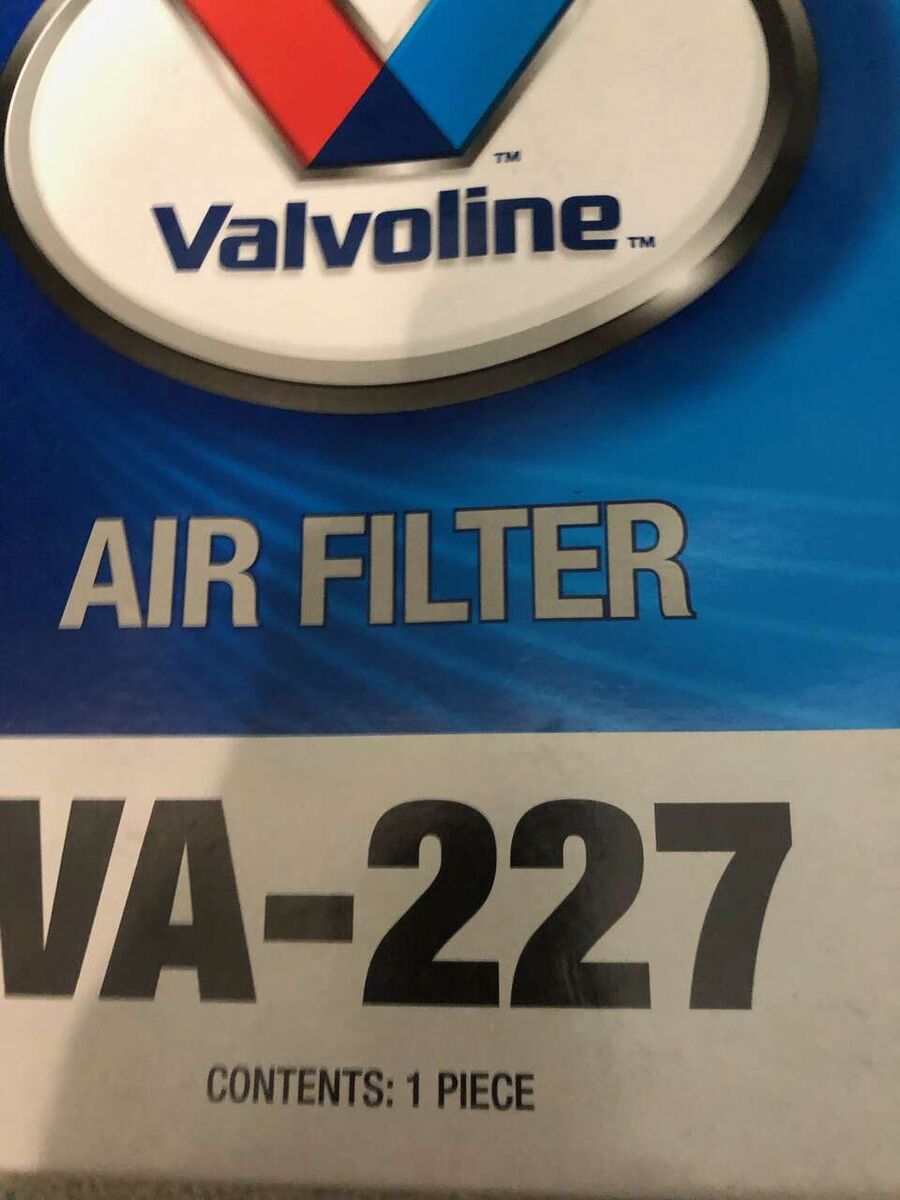 ™
Valvoline™
AIR FILTER
VA-227
CONTENTS: 1 PIECE